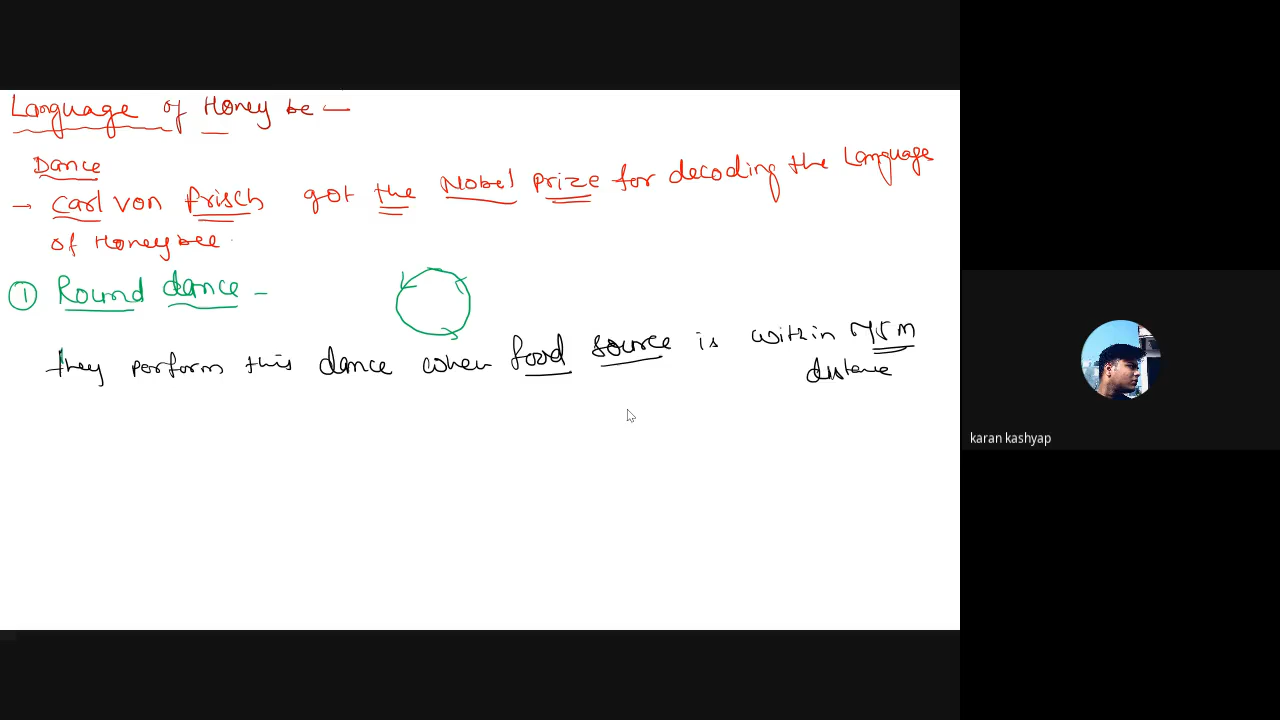 Language of Honey be —
Dance
→ Carl von frisch got the Nobel prize for decoding the Language
of Honeybee.
① Round dance –
they perform this dance when food source is within 75 m
distance
karan kashyap